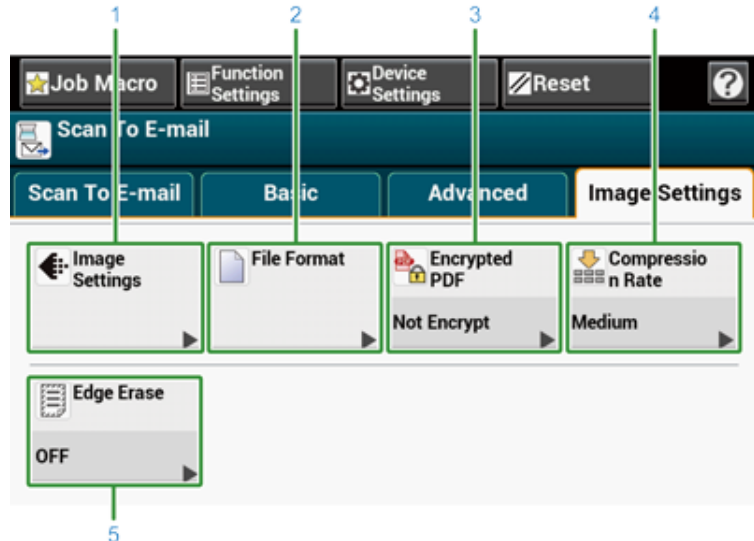 1 2 3 4
Job Macro Function Settings Device Settings Reset ?
Scan To E-mail
Scan To E-mail Basic Advanced Image Settings
Image Settings File Format Encrypted PDF Compressio n Rate
Not Encrypt Medium
Edge Erase
OFF
5